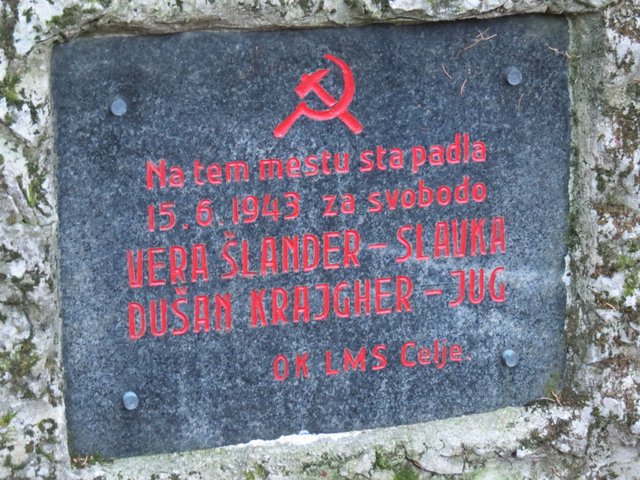 Na tem mestu sta padla
15.6.1943 za svobodo
VERA ŠLANDER – SLAVKA
DUŠAN KRAJGHER – JUG
OK LMS Celje.